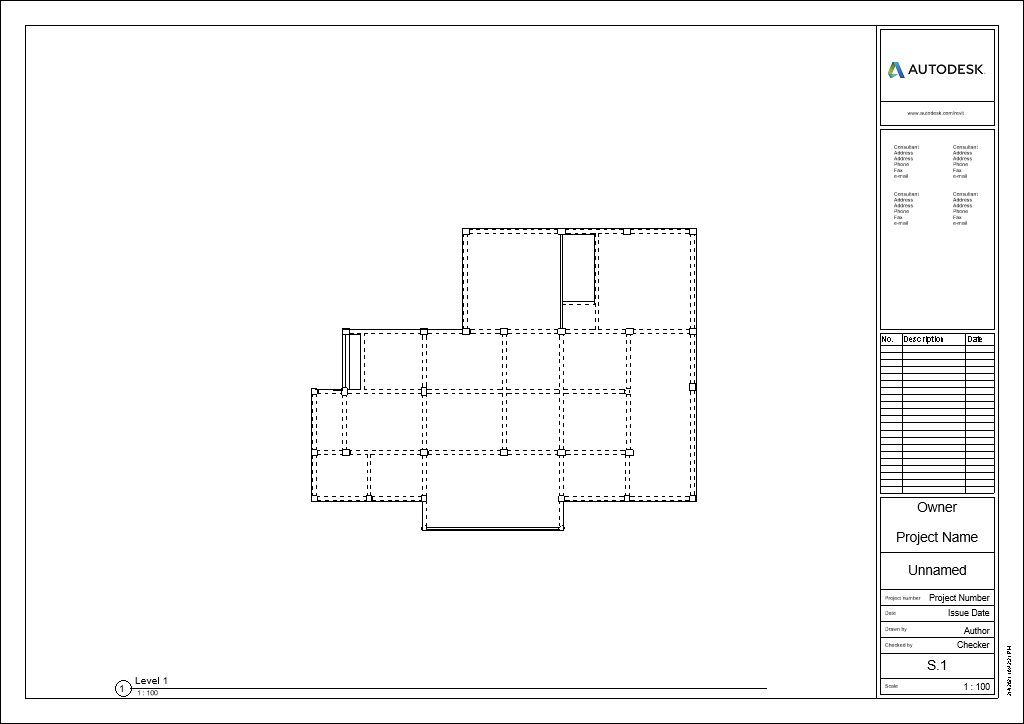 AUTODESK
www.autodesk.com/revit
Consultant
Address
Address
Phone
Fax
e-mail
Consultant
Address
Address
Phone
Fax
e-mail
Consultant
Address
Address
Phone
Fax
e-mail
Consultant
Address
Address
Phone
Fax
e-mail
No. Description Date
Owner
Project Name
Unnamed
Project number Project Number
Date Issue Date
Drawn by Author
Checked by Checker
S.1
Scale 1 : 100
1 Level 1
1 : 100